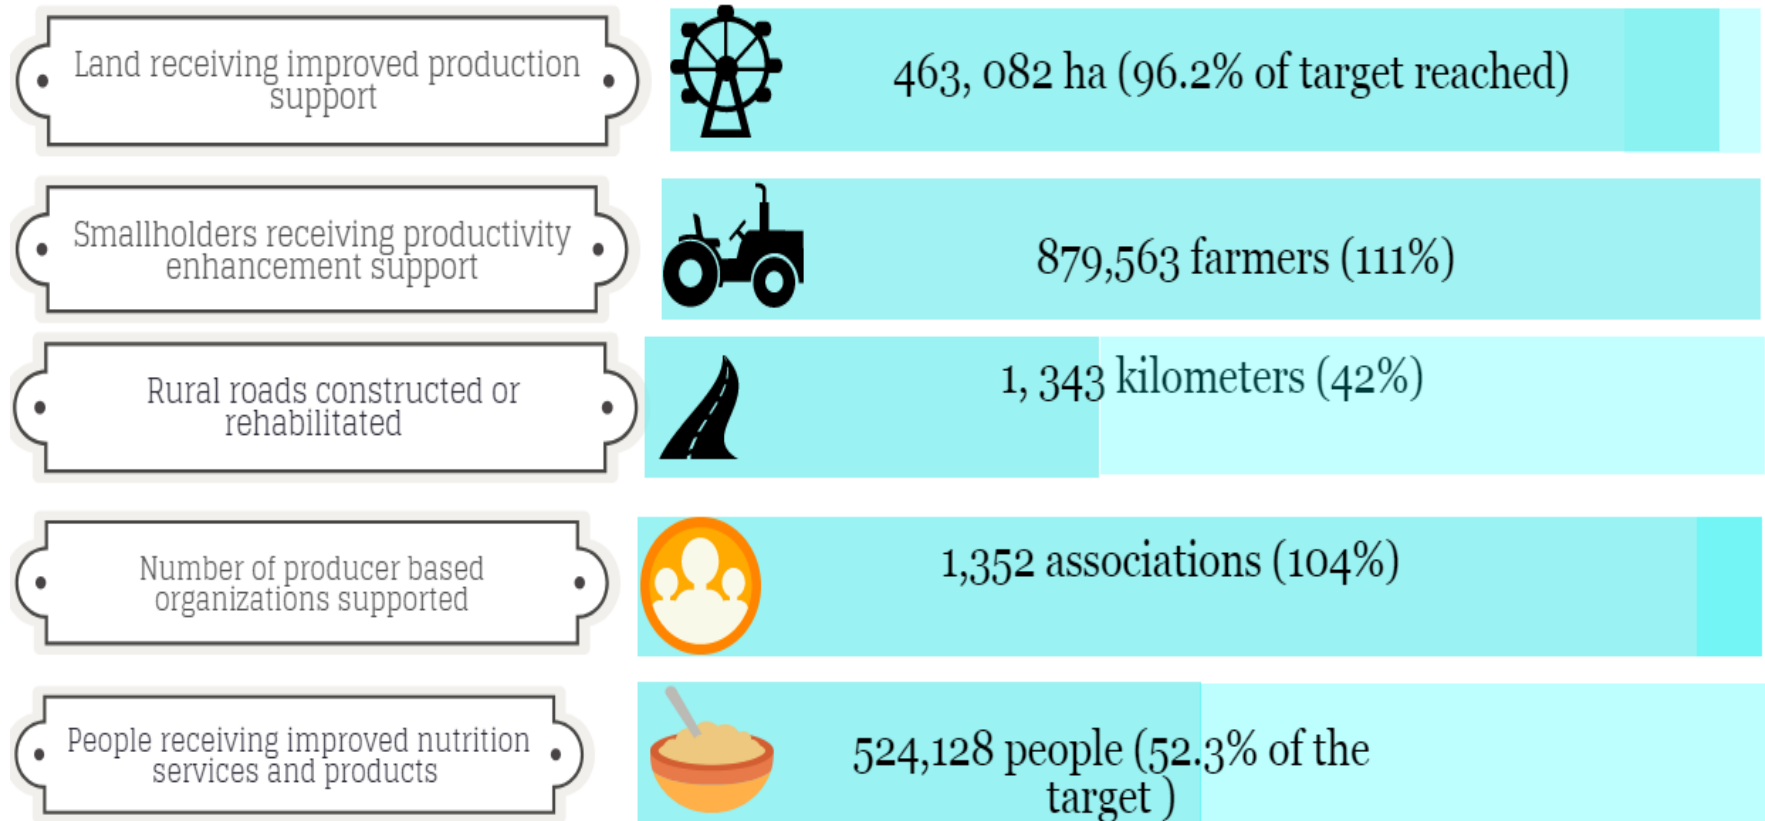 Land receiving improved production
support
463, 082 ha (96.2% of target reached)
Smallholders receiving productivity
enhancement support
879,563 farmers (111%)
Rural roads constructed or
rehabilitated
1, 343 kilometers (42%)
Number of producer based
organizations supported
1,352 associations (104%)
People receiving improved nutrition
services and products
524,128 people (52.3% of the
target )